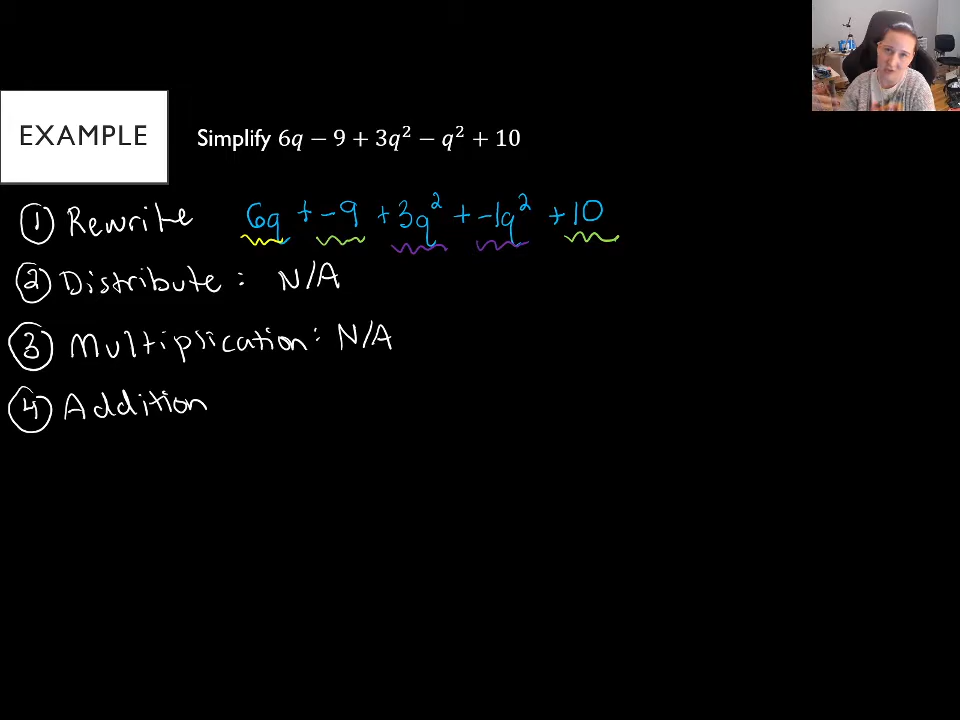 EXAMPLE
Simplify 6q − 9 + 3q² − q² + 10
① Rewrite 6q + -9 + 3q² + -1q² + 10
② Distribute : N/A
③ Multiplication : N/A
④ Addition